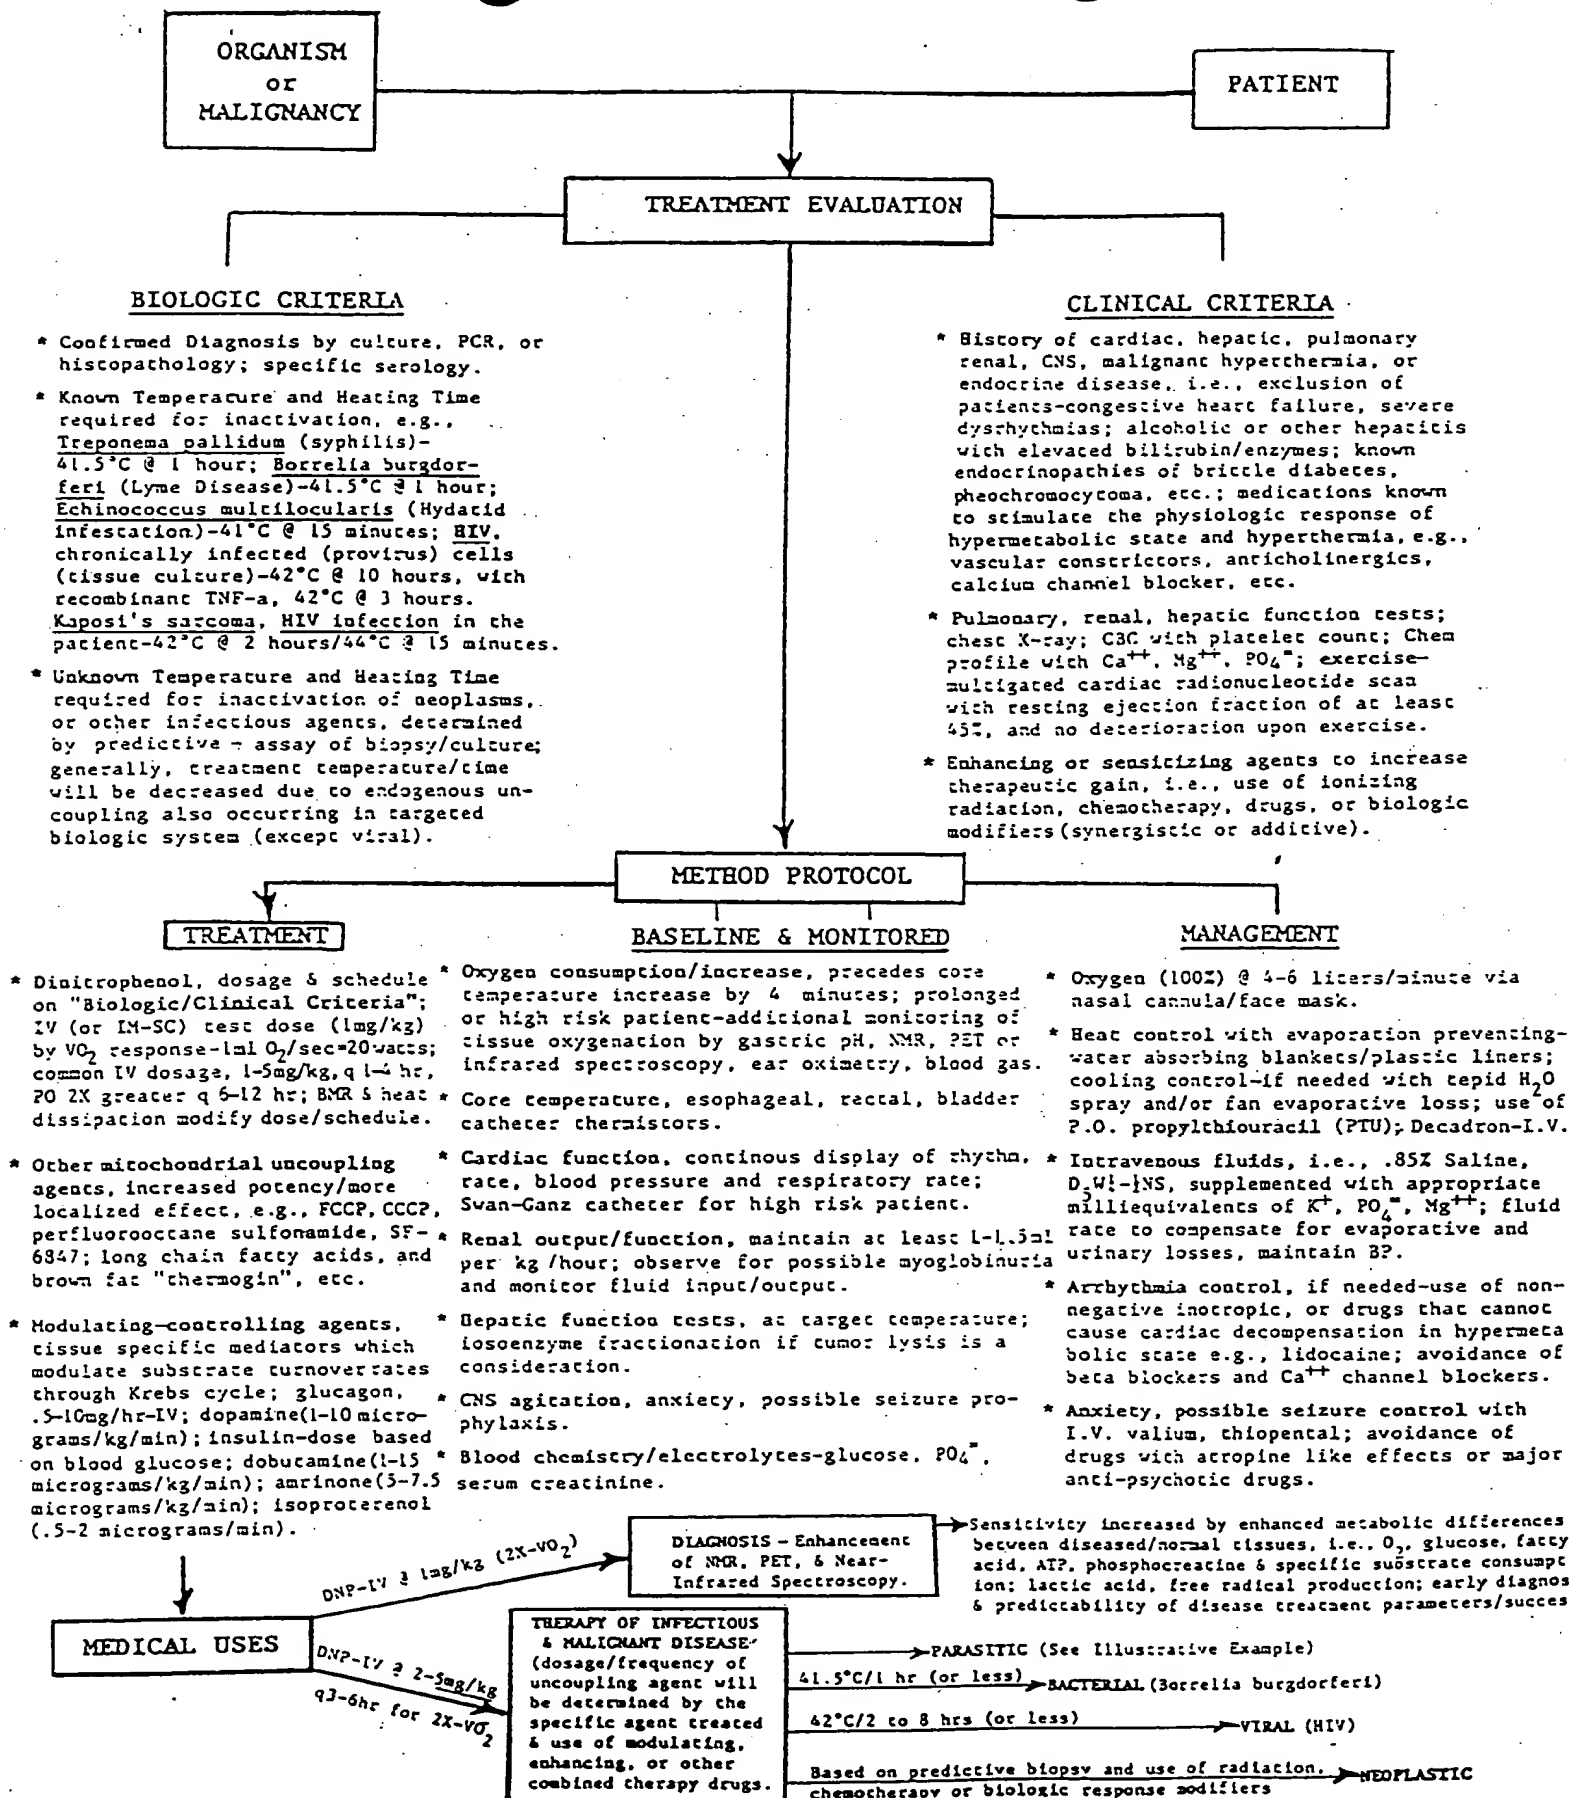 ORGANISM
or
MALIGNANCY
PATIENT
TREATMENT EVALUATION
BIOLOGIC CRITERIA
* Confirmed Diagnosis by culture, PCR, or
histopathology; specific serology.
* Known Temperature and Heating Time
required for inactivation, e.g.,
Treponema pallidum (syphilis)-
41.5°C @ 1 hour; Borrelia burgdor-
feri (Lyme Disease)-41.5°C @ 1 hour;
Echinococcus multilocularis (Hydatid
infestation)-41°C @ 15 minutes; HIV,
chronically infected (provirus) cells
(tissue culture)-42°C @ 10 hours, with
recombinant TNF-a, 42°C @ 3 hours.
Kaposi's sarcoma, HIV infection in the
patient-42°C @ 2 hours/44°C @ 15 minutes.
* Unknown Temperature and Heating Time
required for inactivation of neoplasms,
or other infectious agents, determined
by predictive - assay of biopsy/culture;
generally, treatment temperature/time
will be decreased due to endogenous un-
coupling also occurring in targeted
biologic system (except viral).
CLINICAL CRITERIA
* History of cardiac, hepatic, pulmonary
renal, CNS, malignant hyperthermia, or
endocrine disease, i.e., exclusion of
patients-congestive heart failure, severe
dysrhythmias; alcoholic or other hepatitis
with elevated bilirubin/enzymes; known
endocrinopathies of brittle diabetes,
pheochromocytoma, etc.; medications known
to stimulate the physiologic response of
hypermetabolic state and hyperthermia, e.g.,
vascular constrictors, anticholinergics,
calcium channel blocker, etc.
* Pulmonary, renal, hepatic function tests;
chest X-ray; CBC with platelet count; Chem
profile with Ca++, Mg++, PO4=; exercise-
multigated cardiac radionucleotide scan
with resting ejection fraction of at least
45%, and no deterioration upon exercise.
* Enhancing or sensitizing agents to increase
therapeutic gain, i.e., use of ionizing
radiation, chemotherapy, drugs, or biologic
modifiers (synergistic or additive).
METHOD PROTOCOL
TREATMENT
* Dinitrophenol, dosage & schedule
on "Biologic/Clinical Criteria";
IV (or IM-SC) test dose (1mg/kg)
by VO2 response-1ml O2/sec=20watts;
common IV dosage, 1-5mg/kg, q 1-4 hr,
PO 2X greater q 6-12 hr; BMR & heat
dissipation modify dose/schedule.
* Other mitochondrial uncoupling
agents, increased potency/more
localized effect, e.g., FCCP, CCCP,
perfluorooctane sulfonamide, SF-
6847; long chain fatty acids, and
brown fat "thermogin", etc.
* Modulating-controlling agents,
tissue specific mediators which
modulate substrate turnover rates
through Krebs cycle; glucagon,
.5-10mg/hr-IV; dopamine(1-10 micro-
grams/kg/min); insulin-dose based
on blood glucose; dobutamine(1-15
micrograms/kg/min); amrinone(5-7.5
micrograms/kg/min); isoproterenol
(.5-2 micrograms/min).
BASELINE & MONITORED
* Oxygen consumption/increase, precedes core
temperature increase by 4 minutes; prolonged
or high risk patient-additional monitoring of
tissue oxygenation by gastric pH, NMR, PET or
infrared spectroscopy, ear oximetry, blood gas.
* Core temperature, esophageal, rectal, bladder
catheter thermistors.
* Cardiac function, continous display of rhythm,
rate, blood pressure and respiratory rate;
Swan-Ganz catheter for high risk patient.
* Renal output/function, maintain at least 1-1.5ml
per kg /hour; observe for possible myoglobinuria
and monitor fluid input/output.
* Hepatic function tests, at target temperature;
iosoenzyme fractionation if tumor lysis is a
consideration.
* CNS agitation, anxiety, possible seizure pro-
phylaxis.
* Blood chemistry/electrolytes-glucose, PO4=,
serum creatinine.
MANAGEMENT
* Oxygen (100%) @ 4-6 liters/minute via
nasal cannula/face mask.
* Heat control with evaporation preventing-
water absorbing blankets/plastic liners;
cooling control-if needed with tepid H2O
spray and/or fan evaporative loss; use of
P.O. propylthiouracil (PTU); Decadron-I.V.
* Intravenous fluids, i.e., .85% Saline,
supplemented with appropriate
milliequivalents of K+, PO4=, Mg++; fluid
rate to compensate for evaporative and
urinary losses, maintain BP.
* Arrhythmia control, if needed-use of non-
negative inotropic, or drugs that cannot
cause cardiac decompensation in hypermeta
bolic state e.g., lidocaine; avoidance of
beta blockers and Ca++ channel blockers.
* Anxiety, possible seizure control with
I.V. valium, thiopental; avoidance of
drugs with atropine like effects or major
anti-psychotic drugs.
MEDICAL USES
DNP-IV @ 1mg/kg (2X-VO2)
DIAGNOSIS - Enhancement
of NMR, PET, & Near-
Infrared Spectroscopy.
Sensitivity increased by enhanced metabolic differences
between diseased/normal tissues, i.e., O2, glucose, fatty
acid, ATP, phosphocreatine & specific substrate consumpt
ion; lactic acid, free radical production; early diagnos
& predictability of disease treatment parameters/succes
DNP-IV @ 2-5mg/kg
q3-6hr for 2X-VO2
THERAPY OF INFECTIOUS
& MALIGNANT DISEASE-
(dosage/frequency of
uncoupling agent will
be determined by the
specific agent treated
& use of modulating,
enhancing, or other
combined therapy drugs.
PARASITIC (See Illustrative Example)
41.5°C/1 hr (or less) BACTERIAL (Borrelia burgdorferi)
42°C/2 to 8 hrs (or less) VIRAL (HIV)
Based on predictive biopsy and use of radiation, NEOPLASTIC
chemotherapy or biologic response modifiers